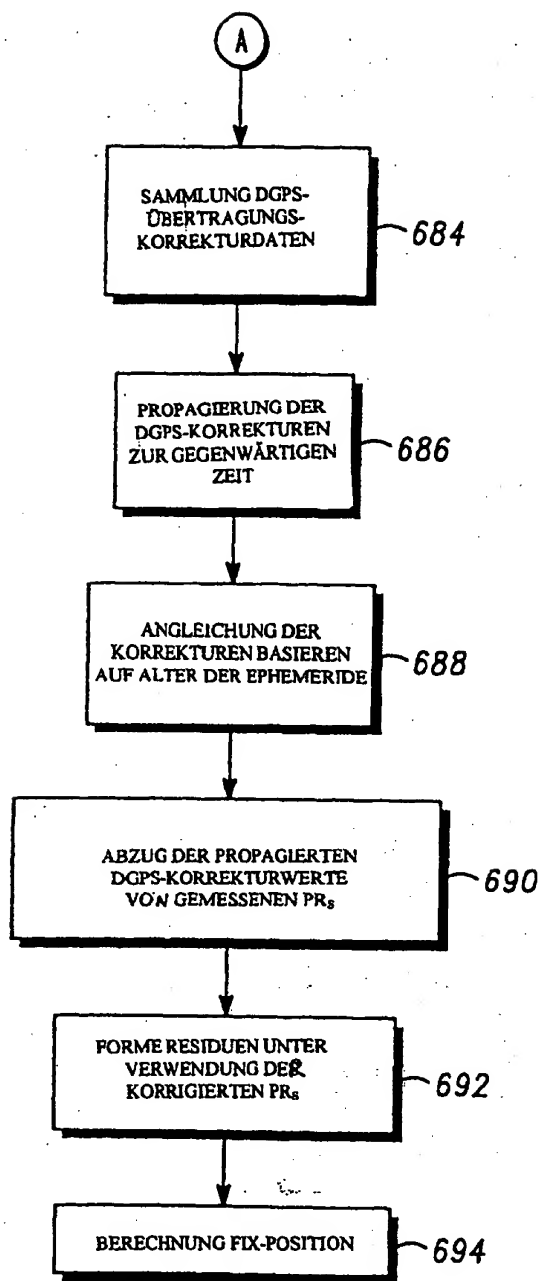 A
SAMMLUNG DGPS-
ÜBERTRAGUNGS-
KORREKTURDATEN
684
PROPAGIERUNG DER
DGPS-KORREKTUREN
ZUR GEGENWÄRTIGEN
ZEIT
686
ANGLEICHUNG DER
KORREKTUREN BASIEREN
AUF ALTER DER EPHEMERIDE
688
ABZUG DER PROPAGIERTEN
DGPS-KORREKTURWERTE
VON GEMESSENEN PRs
690
FORME RESIDUEN UNTER
VERWENDUNG DER
KORRIGIERTEN PRs
692
BERECHNUNG FIX-POSITION
694